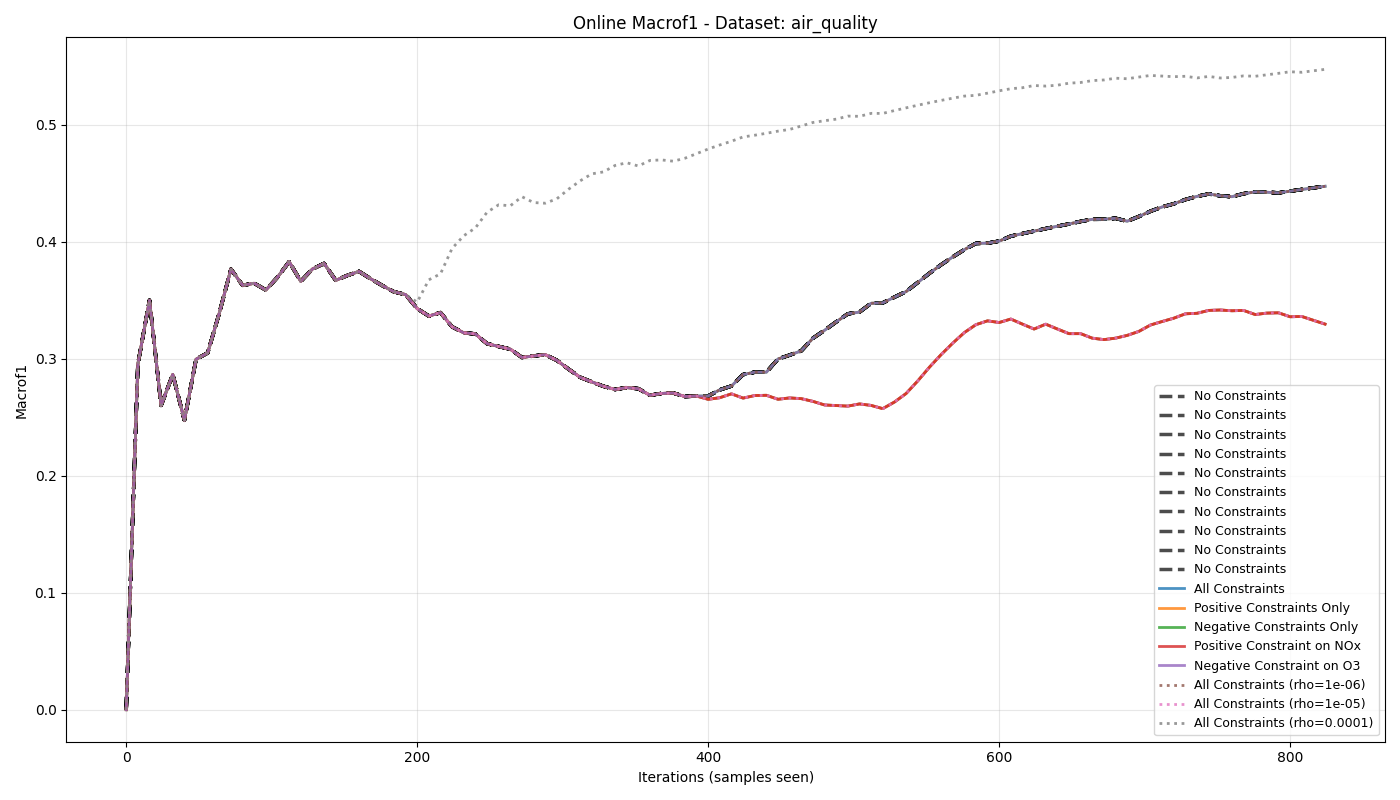 Online Macrof1 - Dataset: air_quality
Macrof1
0.5
0.4
0.3
0.2
0.1
0.0
No Constraints
No Constraints
No Constraints
No Constraints
No Constraints
No Constraints
No Constraints
No Constraints
No Constraints
No Constraints
All Constraints
Positive Constraints Only
Negative Constraints Only
Positive Constraint on NOx
Negative Constraint on O3
All Constraints (rho=1e-06)
All Constraints (rho=1e-05)
All Constraints (rho=0.0001)
0 200 400 600 800
Iterations (samples seen)